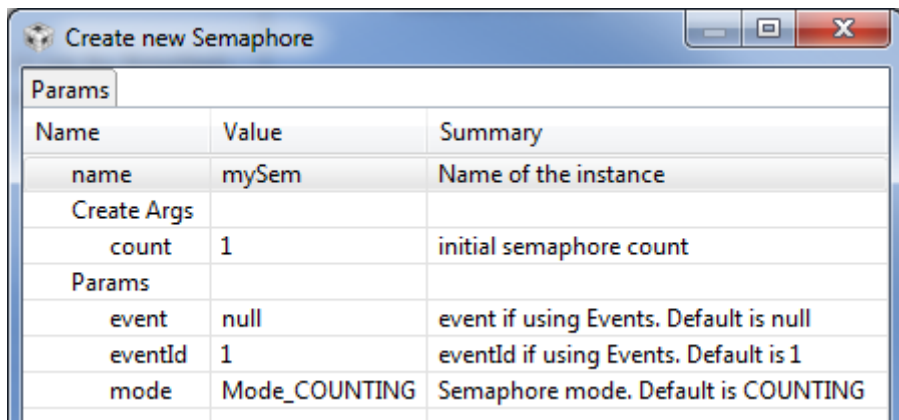 Create new Semaphore
Params
Name Value Summary
name mySem Name of the instance
Create Args
count 1 initial semaphore count
Params
event null event if using Events. Default is null
eventId 1 eventId if using Events. Default is 1
mode Mode_COUNTING Semaphore mode. Default is COUNTING